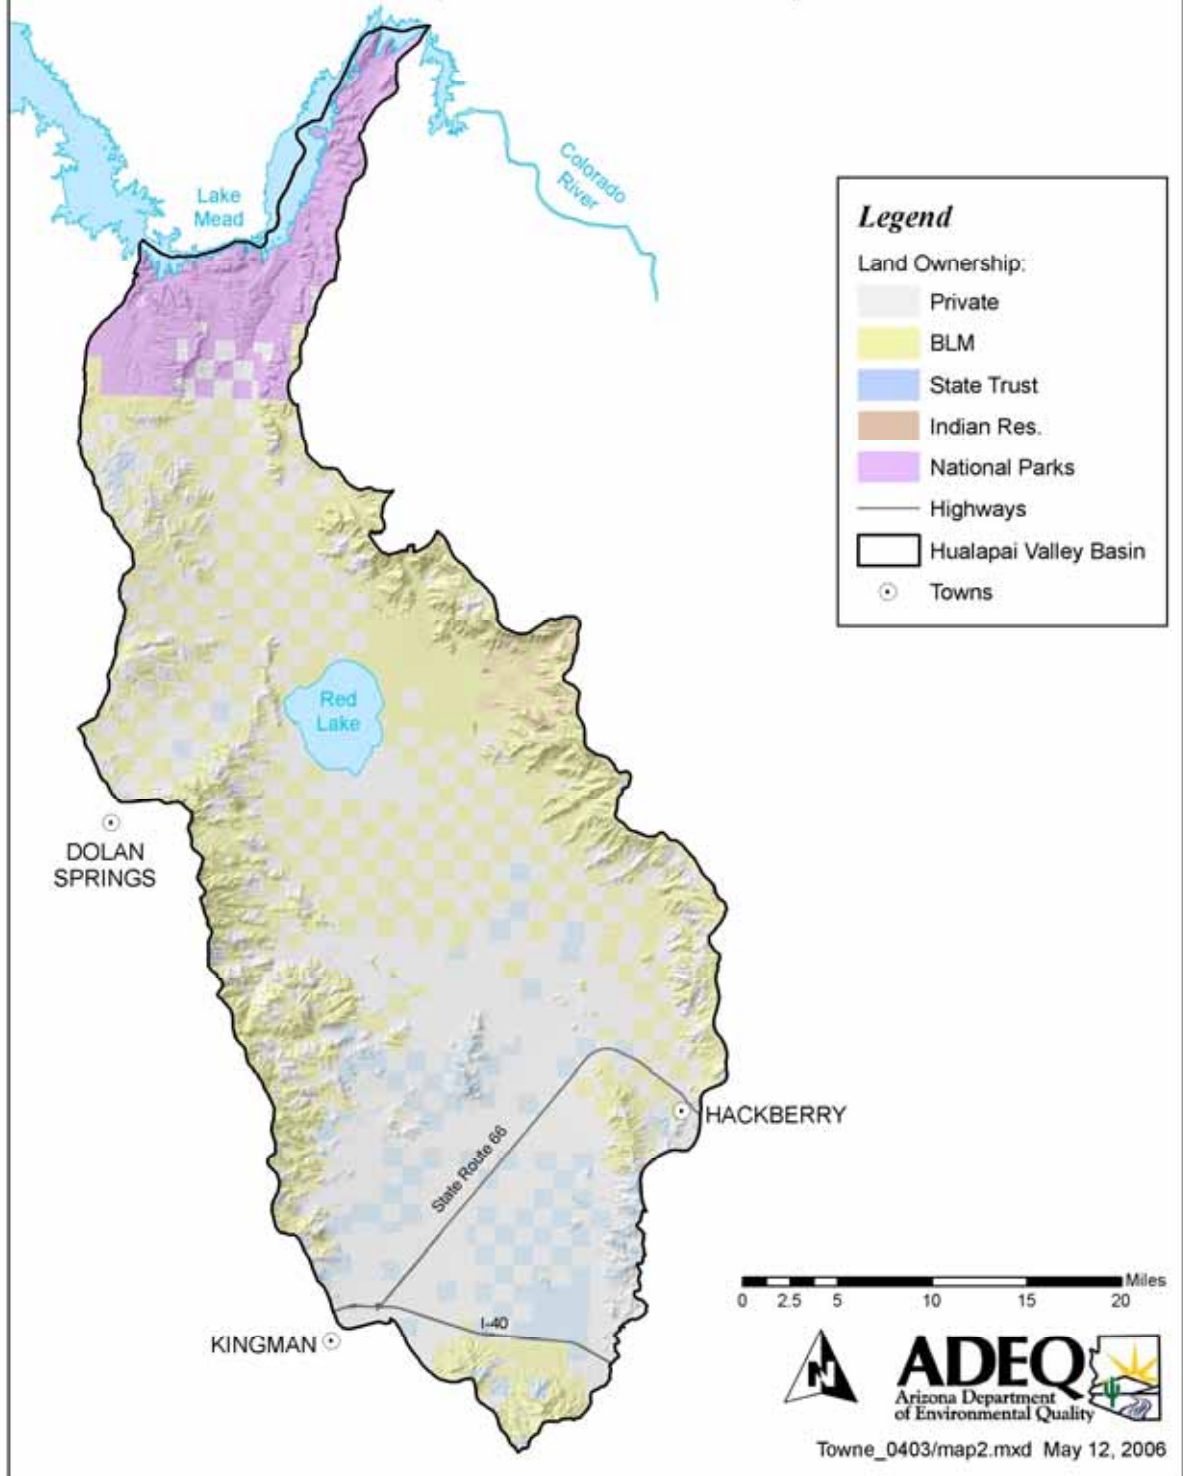 Lake
Mead
Colorado
River
Legend
Land Ownership:
Private
BLM
State Trust
Indian Res.
National Parks
Highways
Hualapai Valley Basin
Towns
Red
Lake
DOLAN
SPRINGS
HACKBERRY
State Route 66
I-40
KINGMAN
Miles
0 2.5 5 10 15 20
N
ADEQ
Arizona Department
of Environmental Quality
Towne_0403/map2.mxd May 12, 2006